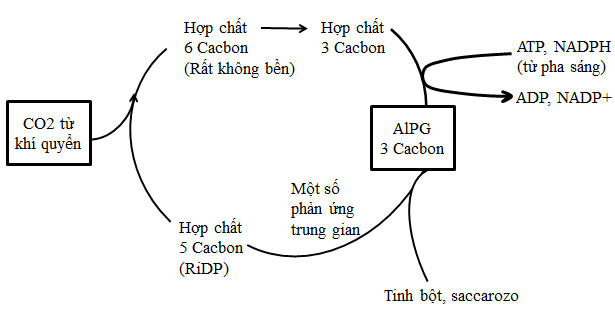 Hợp chất
6 Cacbon
(Rất không bền)
Hợp chất
3 Cacbon
ATP, NADPH
(từ pha sáng)
ADP, NADP+
CO2 từ
khí quyển
AlPG
3 Cacbon
Một số
phản ứng
trung gian
Hợp chất
5 Cacbon
(RiDP)
Tinh bột, saccarozo